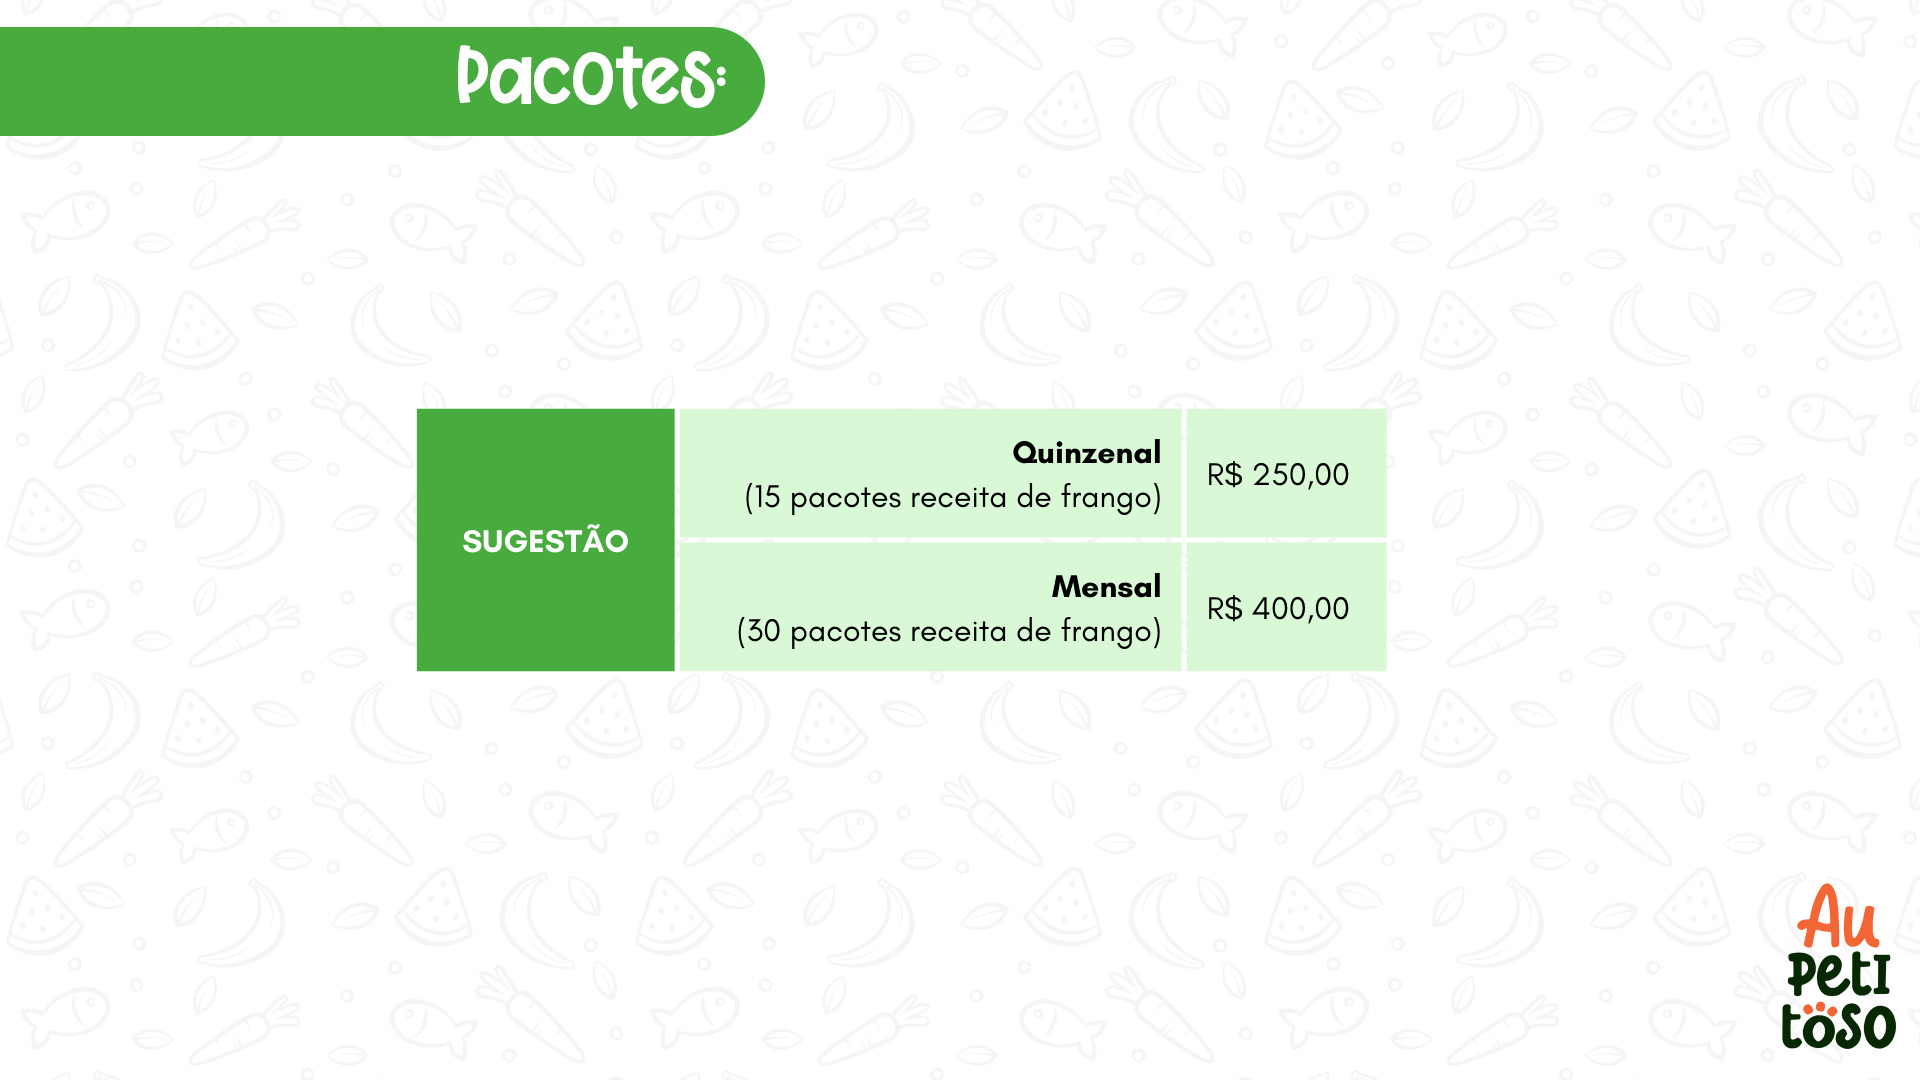 Pacotes:
SUGESTÃO
Quinzenal
(15 pacotes receita de frango)
R$ 250,00
Mensal
(30 pacotes receita de frango)
R$ 400,00
Au
Peti
toso